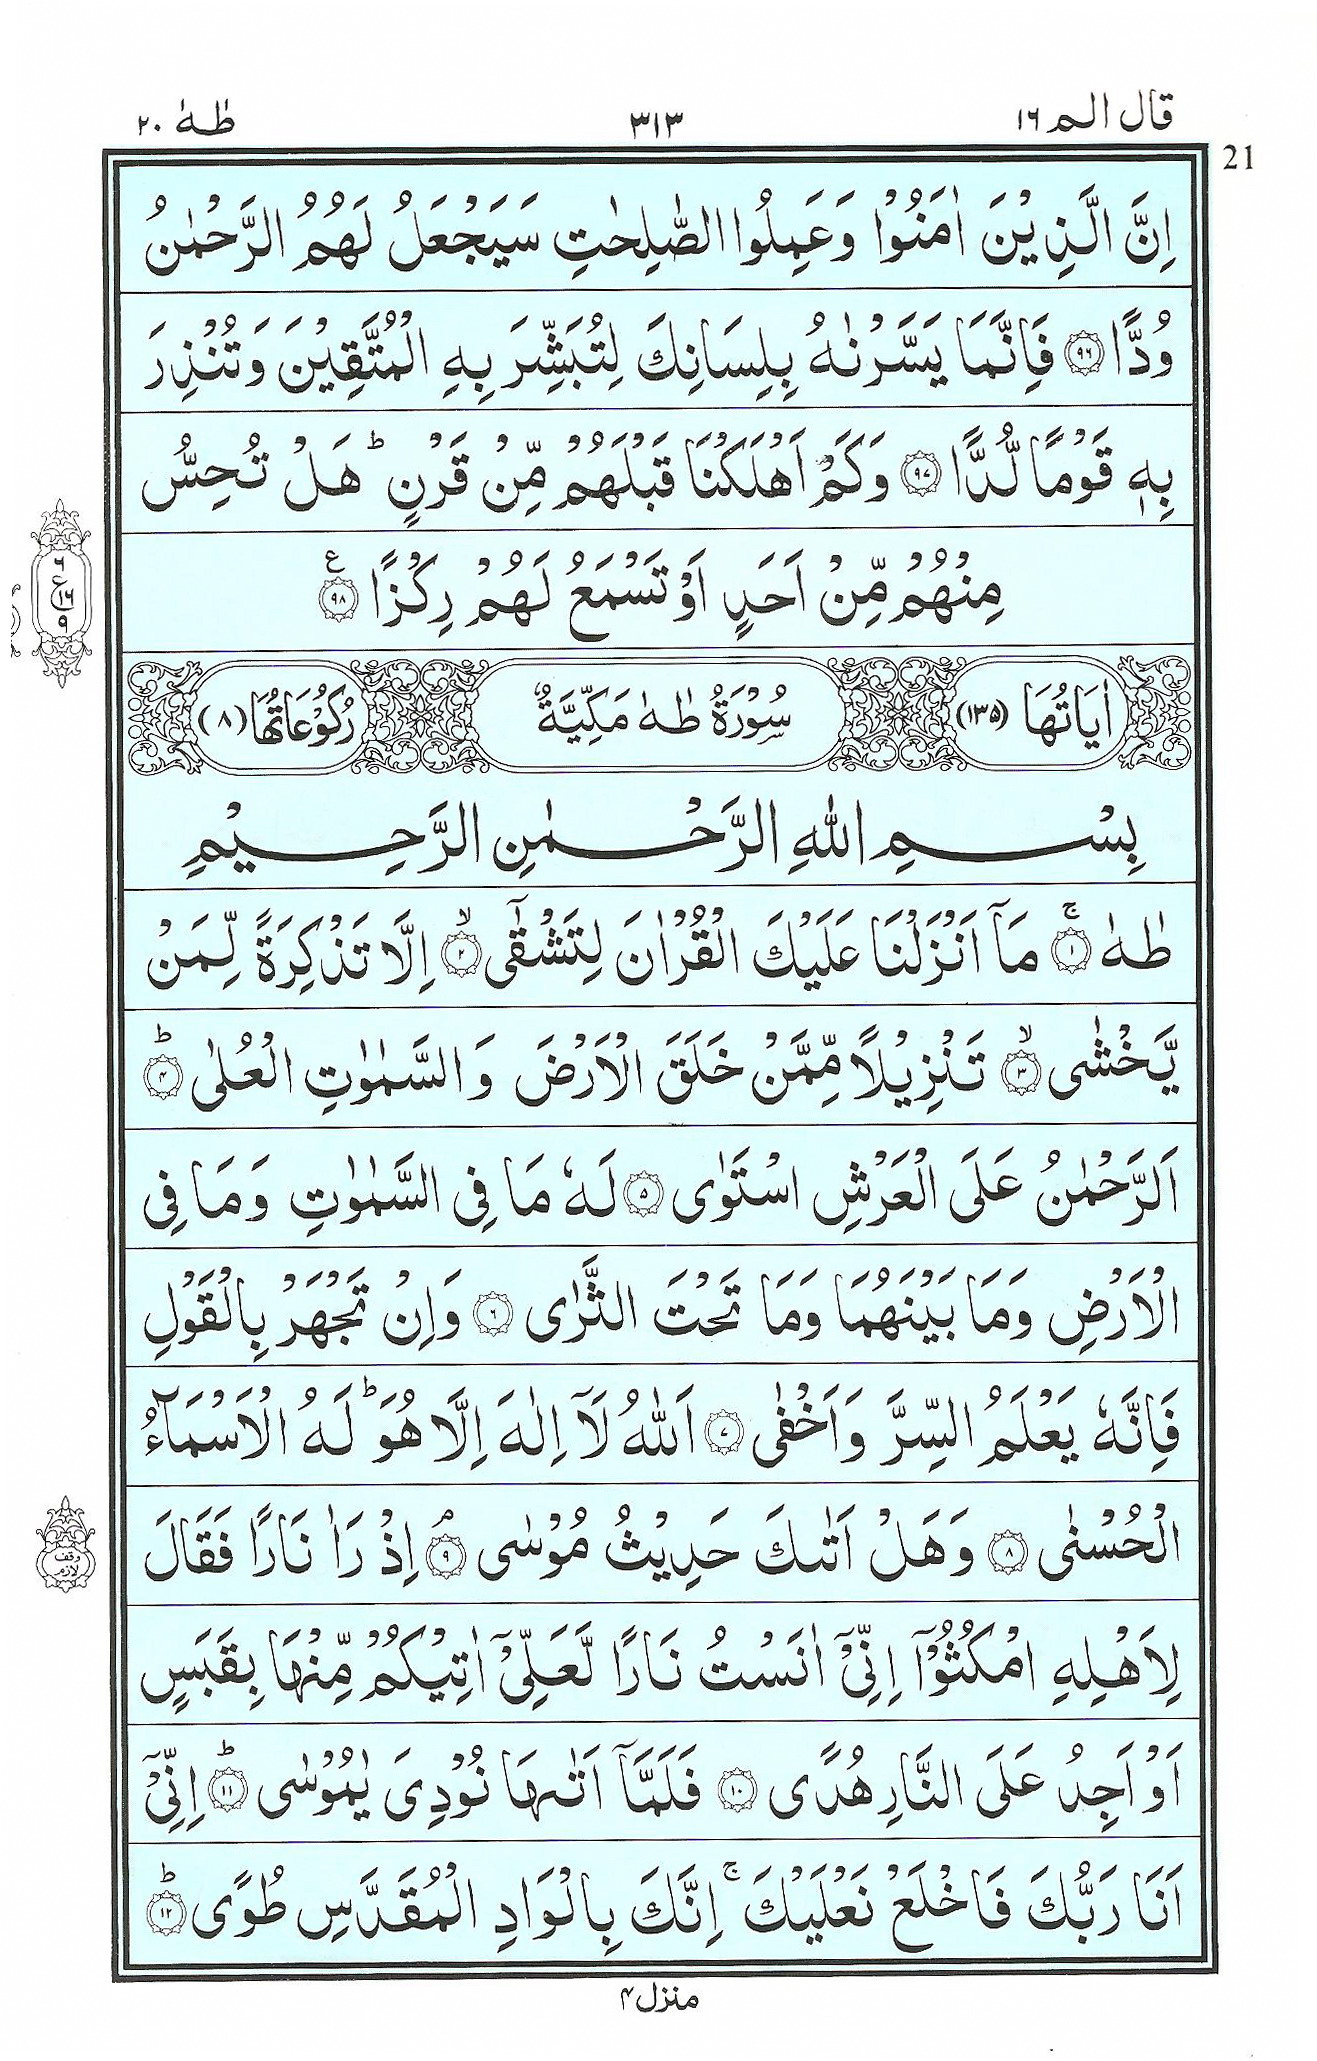 قال الم ١٦ ٣١٣ طٰهٰ ٢٠
21
اِنَّ الَّذِيْنَ اٰمَنُوْا وَعَمِلُوا الصّٰلِحٰتِ سَيَجْعَلُ لَهُمُ الرَّحْمٰنُ
وُدًّا ﴿٩٦﴾ فَاِنَّمَا يَسَّرْنٰهُ بِلِسَانِكَ لِتُبَشِّرَ بِهِ الْمُتَّقِيْنَ وَتُنْذِرَ
بِهٖ قَوْمًا لُّدًّا ﴿٩٧﴾ وَكَمْ اَهْلَكْنَا قَبْلَهُمْ مِّنْ قَرْنٍ ؕ هَلْ تُحِسُّ
مِنْهُمْ مِّنْ اَحَدٍ اَوْ تَسْمَعُ لَهُمْ رِكْزًا ﴿٩٨﴾ ع
٦ ع ١٦ ٩
اٰيَاتُهَا (١٣٥) سُوْرَةُ طٰهٰ مَكِّيَّةٌ رُكُوْعَاتُهَا (٨)
بِسْمِ اللّٰهِ الرَّحْمٰنِ الرَّحِيْمِ
طٰهٰ ﴿١﴾ ۚ مَاۤ اَنْزَلْنَا عَلَيْكَ الْقُرْاٰنَ لِتَشْقٰٓى ﴿٢﴾ ۙ اِلَّا تَذْكِرَةً لِّمَنْ
يَّخْشٰى ﴿٣﴾ ۙ تَنْزِيْلًا مِّمَّنْ خَلَقَ الْاَرْضَ وَالسَّمٰوٰتِ الْعُلٰى ﴿٤﴾ ؕ
اَلرَّحْمٰنُ عَلَى الْعَرْشِ اسْتَوٰى ﴿٥﴾ لَهٗ مَا فِى السَّمٰوٰتِ وَمَا فِى
الْاَرْضِ وَمَا بَيْنَهُمَا وَمَا تَحْتَ الثَّرٰى ﴿٦﴾ وَاِنْ تَجْهَرْ بِالْقَوْلِ
فَاِنَّهٗ يَعْلَمُ السِّرَّ وَاَخْفٰى ﴿٧﴾ اَللّٰهُ لَاۤ اِلٰهَ اِلَّا هُوَ ؕ لَهُ الْاَسْمَآءُ
الْحُسْنٰى ﴿٨﴾ وَهَلْ اَتٰىكَ حَدِيْثُ مُوْسٰى ﴿٩﴾ ۘ اِذْ رَاٰ نَارًا فَقَالَ
وقف لازم
لِاَهْلِهِ امْكُثُوْۤا اِنِّىْۤ اٰنَسْتُ نَارًا لَّعَلِّىْۤ اٰتِيْكُمْ مِّنْهَا بِقَبَسٍ
اَوْ اَجِدُ عَلَى النَّارِ هُدًى ﴿١٠﴾ فَلَمَّاۤ اَتٰىهَا نُوْدِىَ يٰمُوْسٰى ﴿١١﴾ ؕ اِنِّىْۤ
اَنَا رَبُّكَ فَاخْلَعْ نَعْلَيْكَ ۚ اِنَّكَ بِالْوَادِ الْمُقَدَّسِ طُوًى ﴿١٢﴾ ؕ
منزل ٤